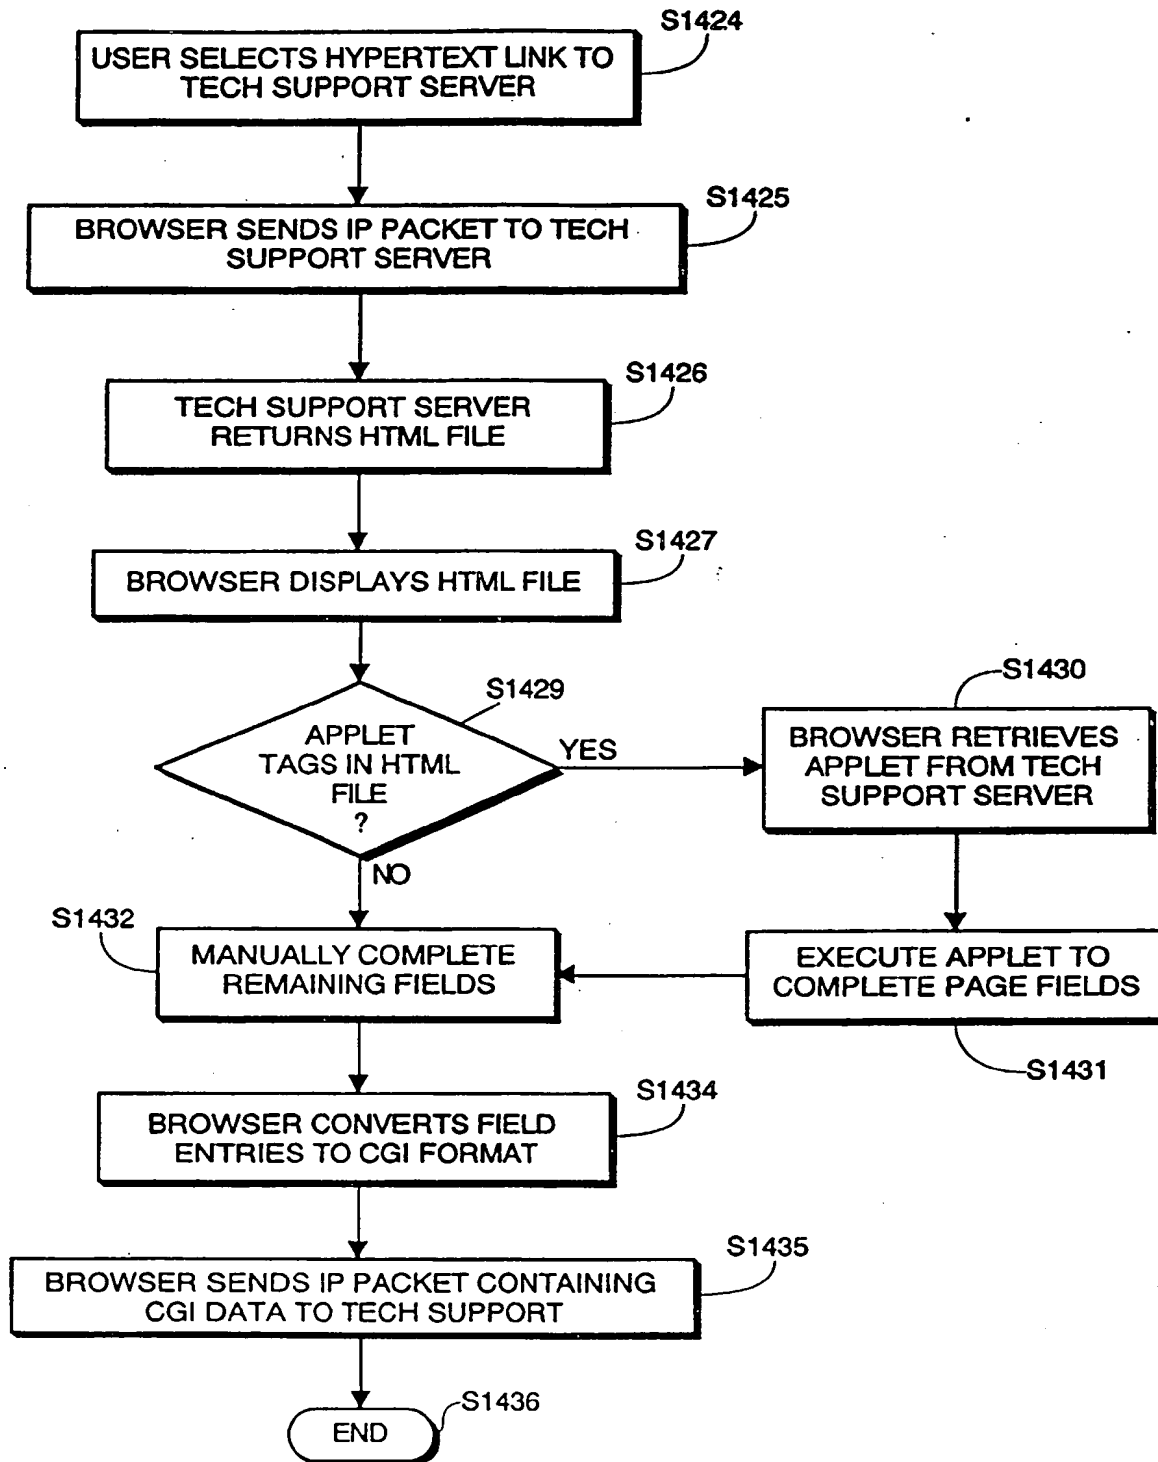 S1424
USER SELECTS HYPERTEXT LINK TO
TECH SUPPORT SERVER
S1425
BROWSER SENDS IP PACKET TO TECH
SUPPORT SERVER
S1426
TECH SUPPORT SERVER
RETURNS HTML FILE
S1427
BROWSER DISPLAYS HTML FILE
S1429
APPLET
TAGS IN HTML
FILE
?
YES
NO
S1430
BROWSER RETRIEVES
APPLET FROM TECH
SUPPORT SERVER
EXECUTE APPLET TO
COMPLETE PAGE FIELDS
S1431
S1432
MANUALLY COMPLETE
REMAINING FIELDS
S1434
BROWSER CONVERTS FIELD
ENTRIES TO CGI FORMAT
S1435
BROWSER SENDS IP PACKET CONTAINING
CGI DATA TO TECH SUPPORT
S1436
END